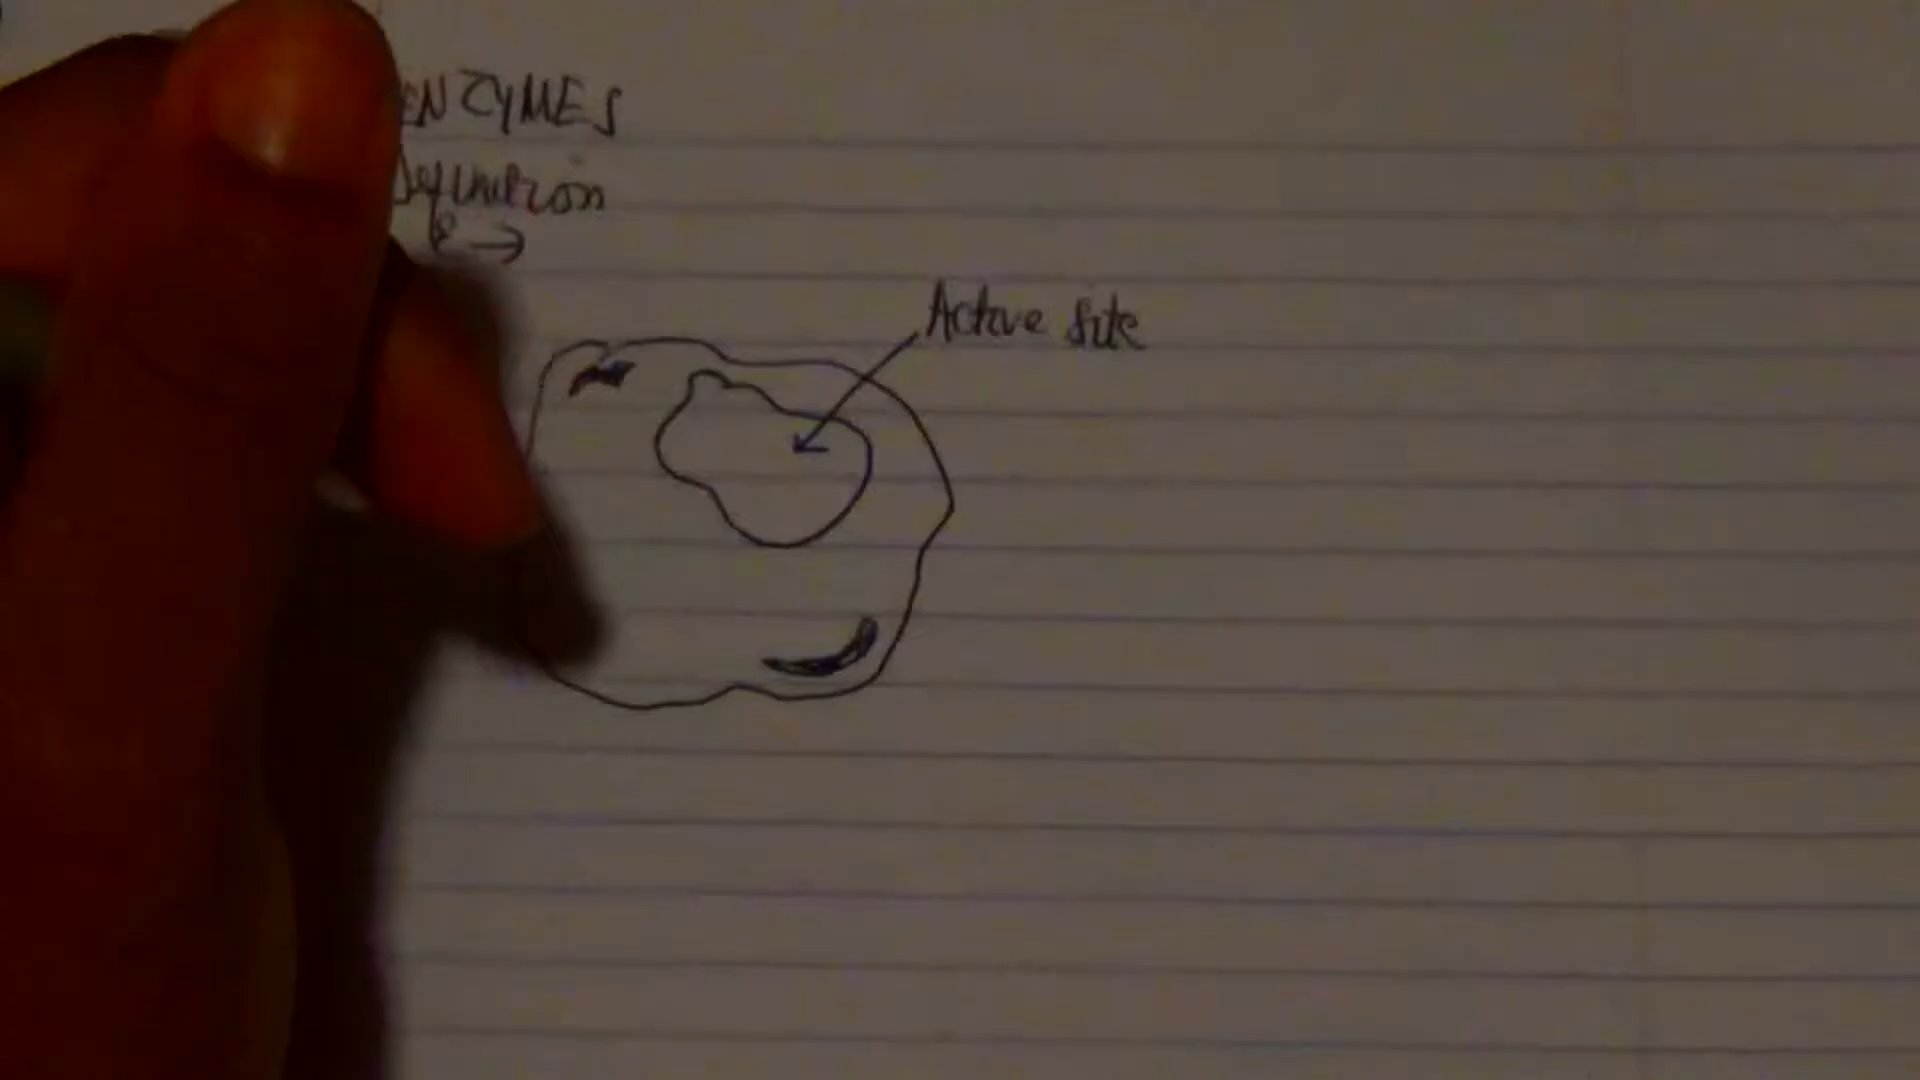 ENZYMES
Definition
e →
Active site